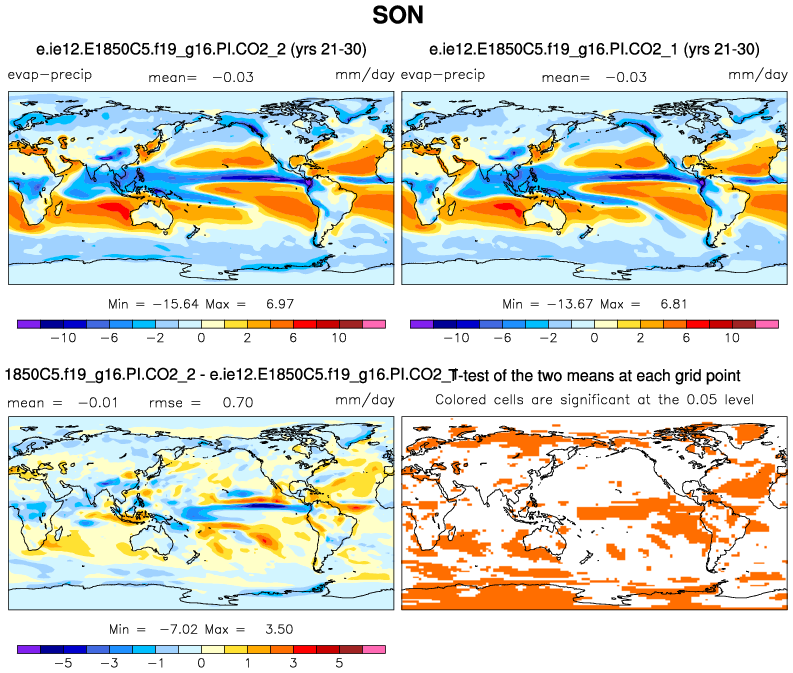 SON
e.ie12.E1850C5.f19_g16.PI.CO2_2 (yrs 21-30)
evap-precip mean= -0.03 mm/day
Min = -15.64 Max = 6.97
-10 -6 -2 0 2 6 10
e.ie12.E1850C5.f19_g16.PI.CO2_1 (yrs 21-30)
evap-precip mean= -0.03 mm/day
Min = -13.67 Max = 6.81
-10 -6 -2 0 2 6 10
1850C5.f19_g16.PI.CO2_2 - e.ie12.E1850C5.f19_g16.PI.CO2_1
mean = -0.01 rmse = 0.70 mm/day
Min = -7.02 Max = 3.50
-5 -3 -1 0 1 3 5
T-test of the two means at each grid point
Colored cells are significant at the 0.05 level